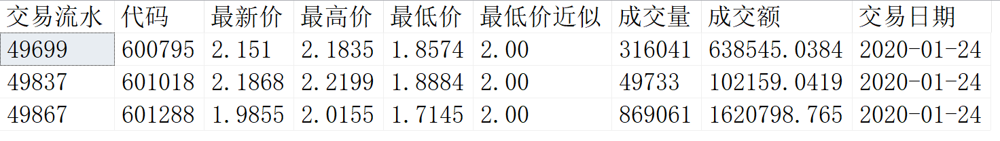 交易流水 代码 最新价 最高价 最低价 最低价近似 成交量 成交额 交易日期
49699 600795 2.151 2.1835 1.8574 2.00 316041 638545.0384 2020-01-24
49837 601018 2.1868 2.2199 1.8884 2.00 49733 102159.0419 2020-01-24
49867 601288 1.9855 2.0155 1.7145 2.00 869061 1620798.765 2020-01-24